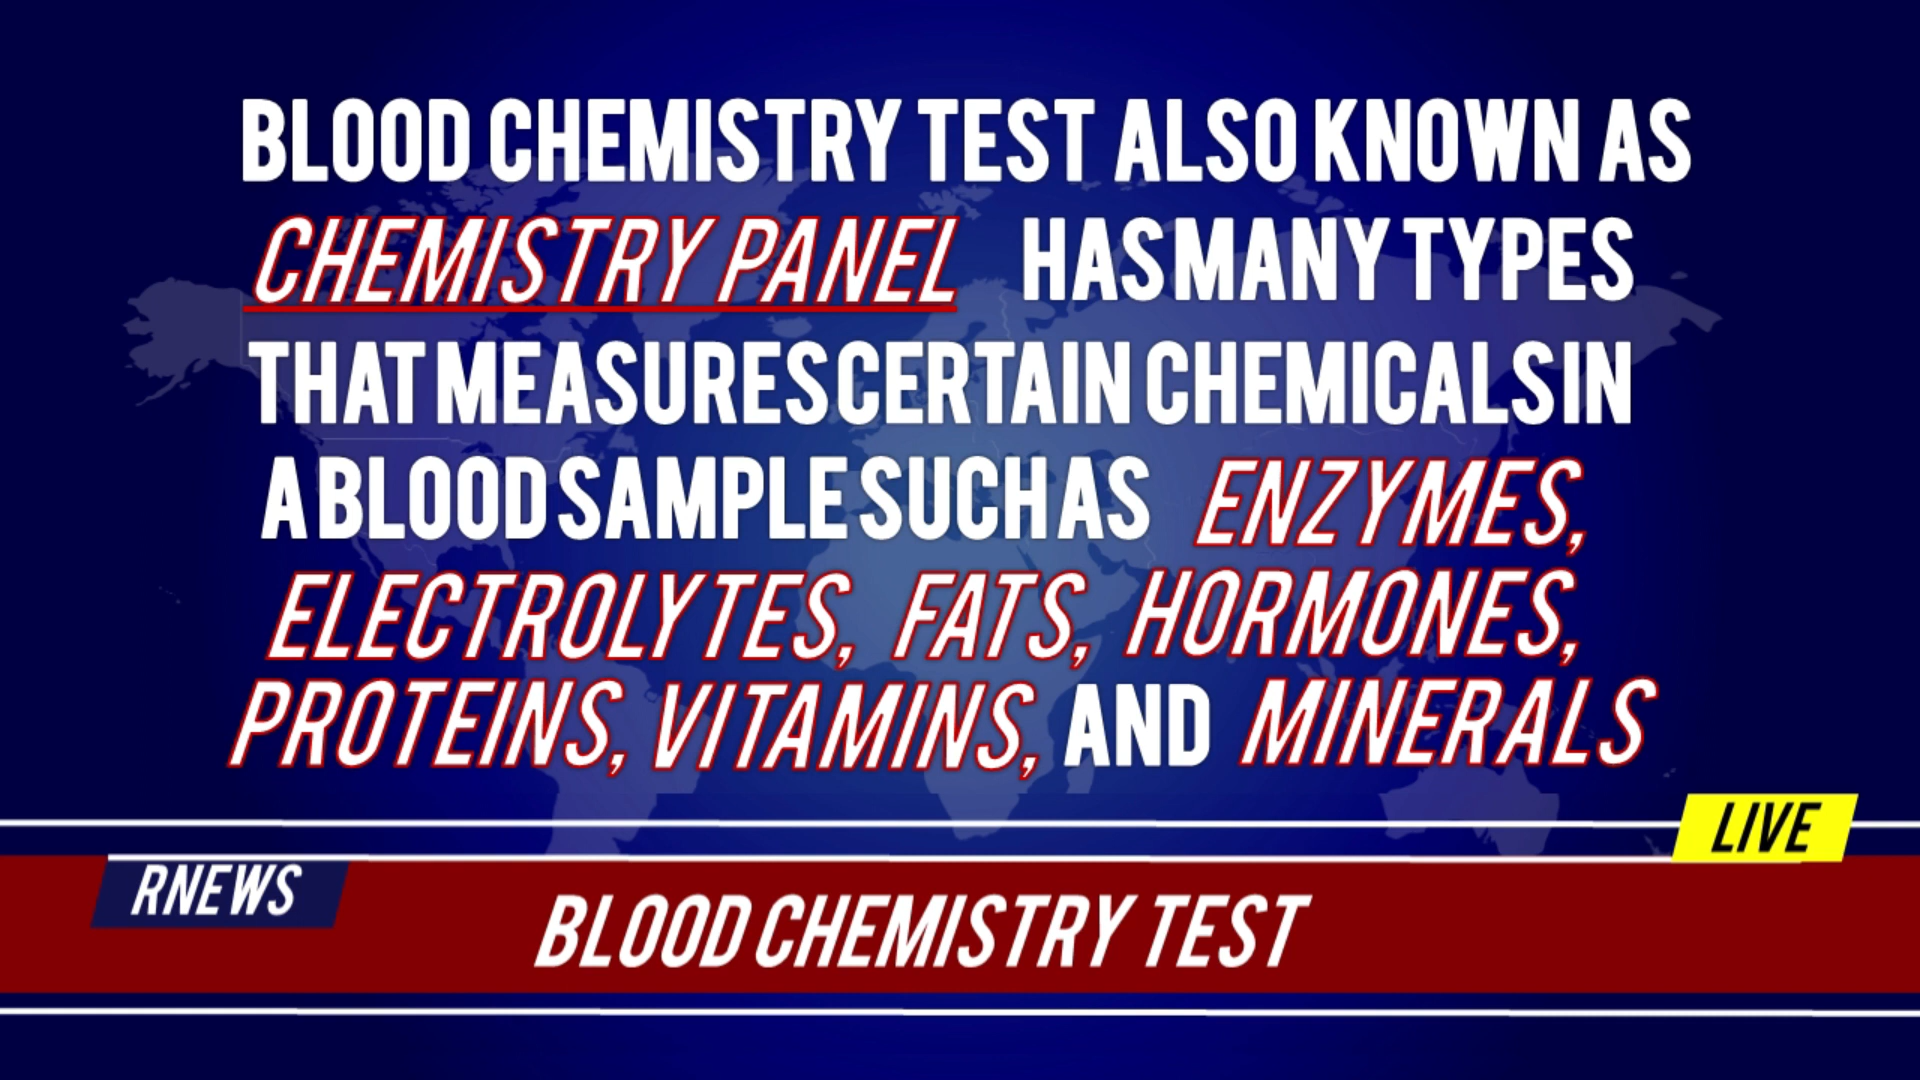 BLOOD CHEMISTRY TEST ALSO KNOWN AS
CHEMISTRY PANEL HAS MANY TYPES
THAT MEASURES CERTAIN CHEMICALS IN
A BLOOD SAMPLE SUCH AS ENZYMES,
ELECTROLYTES, FATS, HORMONES,
PROTEINS, VITAMINS, AND MINERALS
LIVE
RNEWS
BLOOD CHEMISTRY TEST